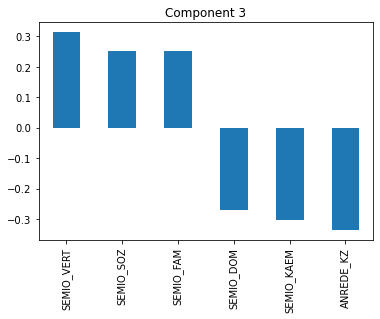 Component 3
0.3
0.2
0.1
0.0
−0.1
−0.2
−0.3
SEMIO_VERT
SEMIO_SOZ
SEMIO_FAM
SEMIO_DOM
SEMIO_KAEM
ANREDE_KZ